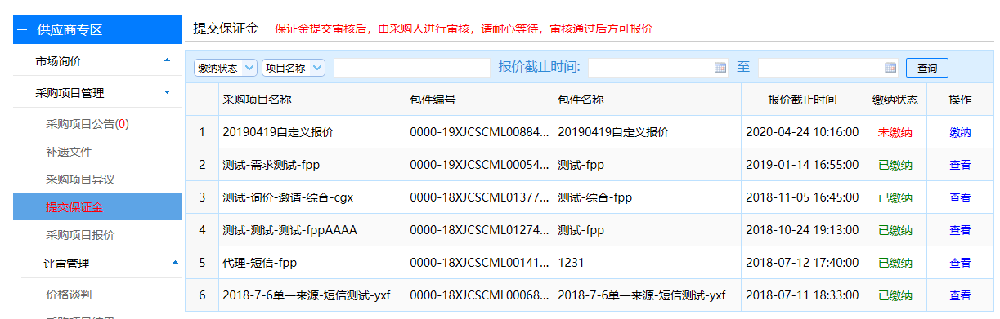 供应商专区
市场询价
采购项目管理
采购项目公告(0)
补遗文件
采购项目异议
提交保证金
采购项目报价
评审管理
价格谈判
提交保证金 保证金提交审核后，由采购人进行审核，请耐心等待，审核通过后方可报价
缴纳状态 项目名称 报价截止时间: 至 查询
采购项目名称 包件编号 包件名称 报价截止时间 缴纳状态 操作
1 20190419自定义报价 0000-19XJCSCML00884... 20190419自定义报价 2020-04-24 10:16:00 未缴纳 缴纳
2 测试-需求测试-fpp 0000-19XJCSCML00054... 测试-fpp 2019-01-14 16:55:00 已缴纳 查看
3 测试-询价-邀请-综合-cgx 0000-18XJCSCML01377... 测试-综合-fpp 2018-11-05 16:45:00 已缴纳 查看
4 测试-测试-测试-fppAAAA 0000-18XJCSCML01274... 测试-fpp 2018-10-24 19:13:00 已缴纳 查看
5 代理-短信-fpp 0000-18XJCSCML00141... 1231 2018-07-12 17:40:00 已缴纳 查看
6 2018-7-6单一来源-短信测试-yxf 0000-18XJCSCML00068... 2018-7-6单一来源-短信测试-yxf 2018-07-11 18:33:00 已缴纳 查看